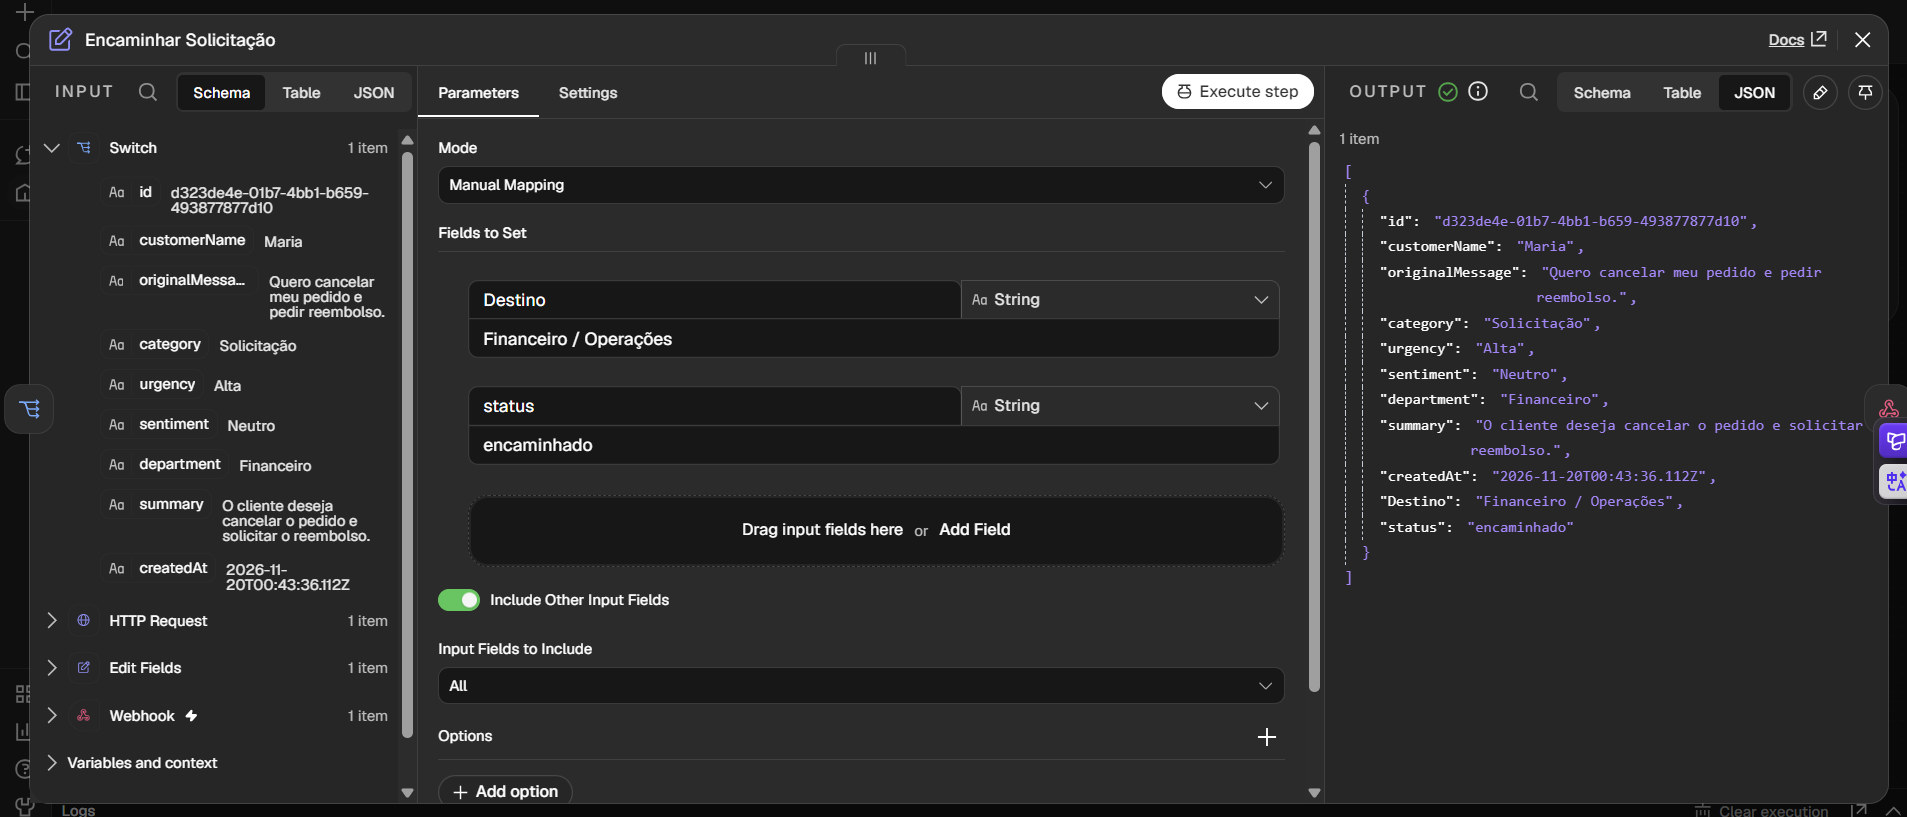 Encaminhar Solicitação
Docs
INPUT
Schema
Table
JSON
Switch
1 item
Aa id d323de4e-01b7-4bb1-b659-
493877877d10
Aa customerName Maria
Aa originalMessa... Quero cancelar
meu pedido e
pedir reembolso.
Aa category Solicitação
Aa urgency Alta
Aa sentiment Neutro
Aa department Financeiro
Aa summary O cliente deseja
cancelar o pedido e
solicitar o reembolso.
Aa createdAt 2026-11-
20T00:43:36.112Z
HTTP Request
1 item
Edit Fields
1 item
Webhook
1 item
Variables and context
Parameters
Settings
Execute step
Mode
Manual Mapping
Fields to Set
Destino
Aa String
Financeiro / Operações
status
Aa String
encaminhado
Drag input fields here or Add Field
Include Other Input Fields
Input Fields to Include
All
Options
Add option
OUTPUT
Schema
Table
JSON
1 item
[
{
"id": "d323de4e-01b7-4bb1-b659-493877877d10",
"customerName": "Maria",
"originalMessage": "Quero cancelar meu pedido e pedir
reembolso.",
"category": "Solicitação",
"urgency": "Alta",
"sentiment": "Neutro",
"department": "Financeiro",
"summary": "O cliente deseja cancelar o pedido e solicitar
reembolso.",
"createdAt": "2026-11-20T00:43:36.112Z",
"Destino": "Financeiro / Operações",
"status": "encaminhado"
}
]
Logs
Clear execution